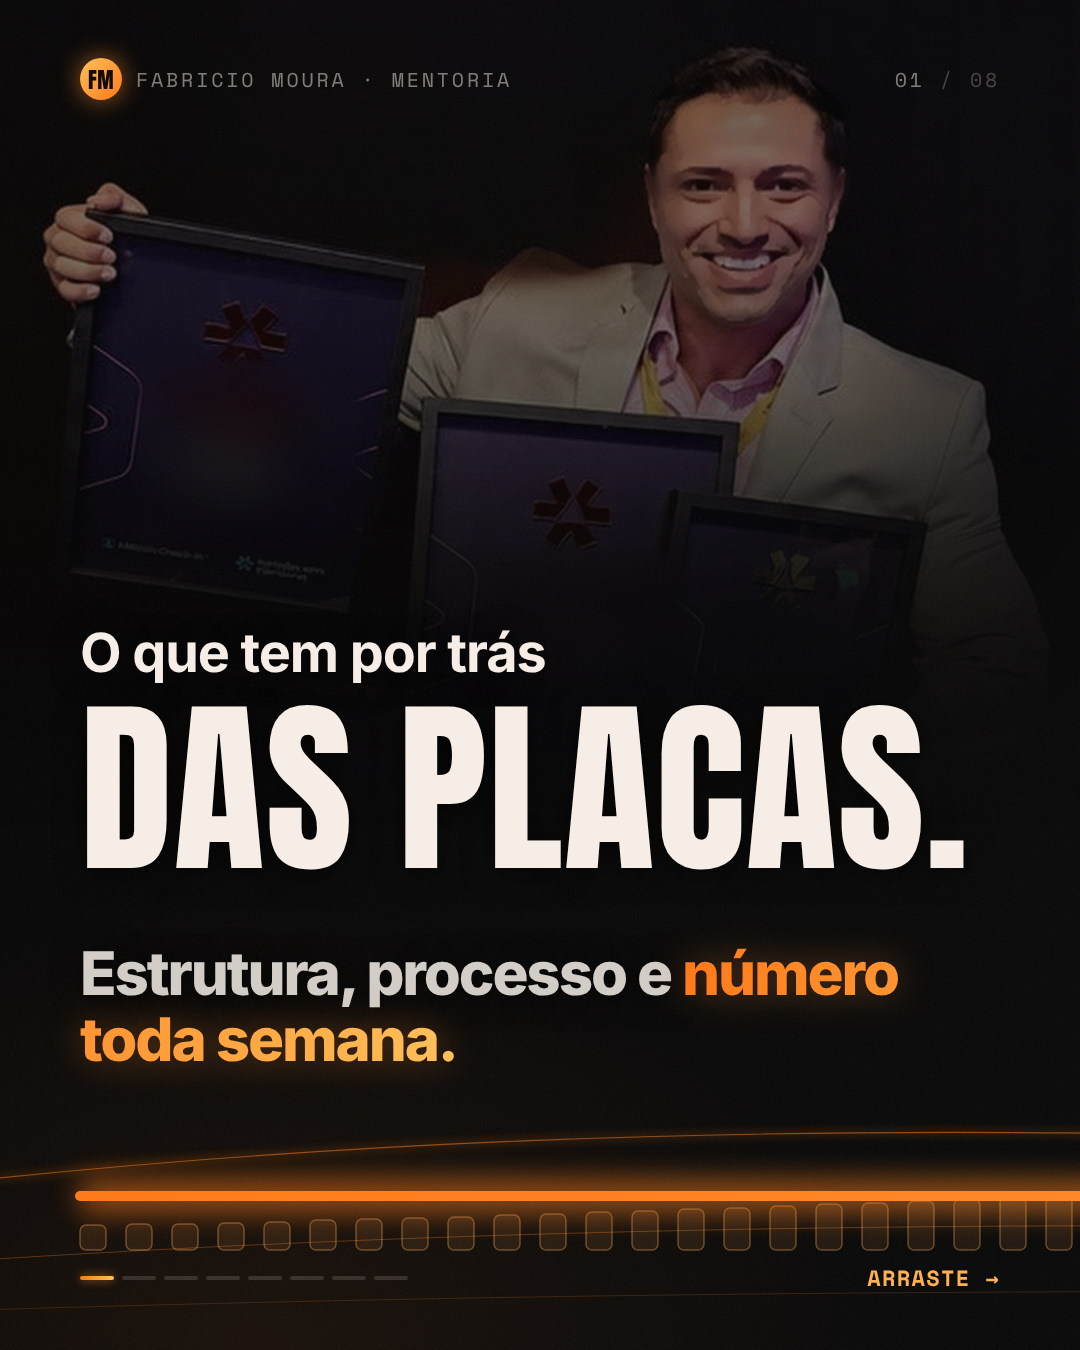 FM FABRICIO MOURA · MENTORIA
01 / 08
O que tem por trás
DAS PLACAS.
Estrutura, processo e número
toda semana.
ARRASTE →